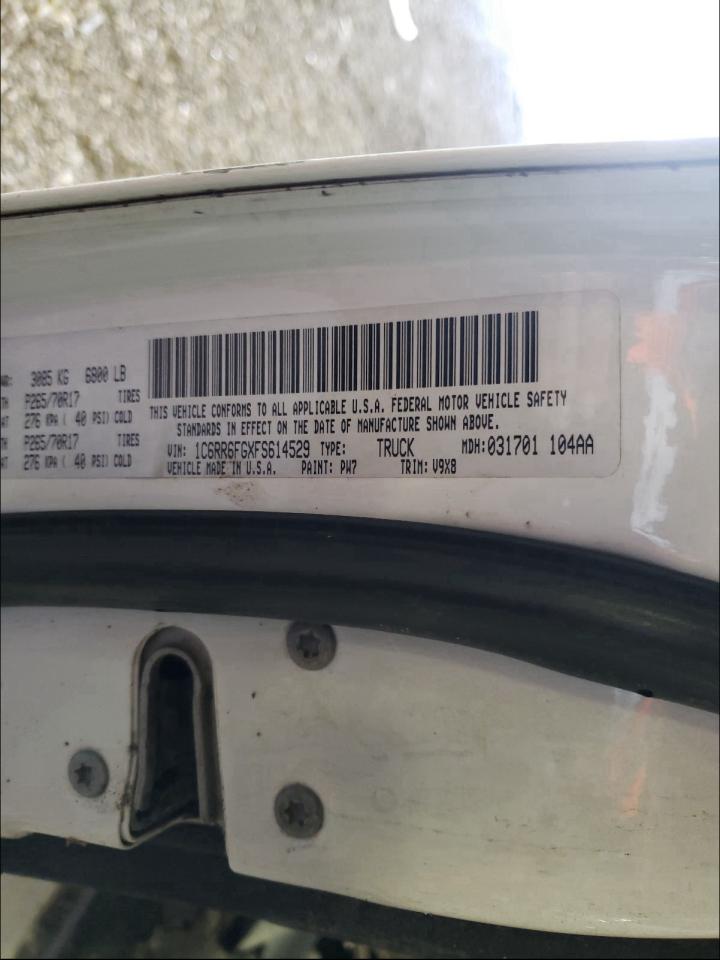 3085 KG 6800 LB
P265/70R17 TIRES
276 KPA ( 40 PSI) COLD
P265/70R17 TIRES
276 KPA ( 40 PSI) COLD
THIS VEHICLE CONFORMS TO ALL APPLICABLE U.S.A. FEDERAL MOTOR VEHICLE SAFETY
STANDARDS IN EFFECT ON THE DATE OF MANUFACTURE SHOWN ABOVE.
VIN: 1C6RR6FGXFS614529 TYPE: TRUCK MDH: 031701 104AA
VEHICLE MADE IN U.S.A. PAINT: PW7 TRIM: V9X8